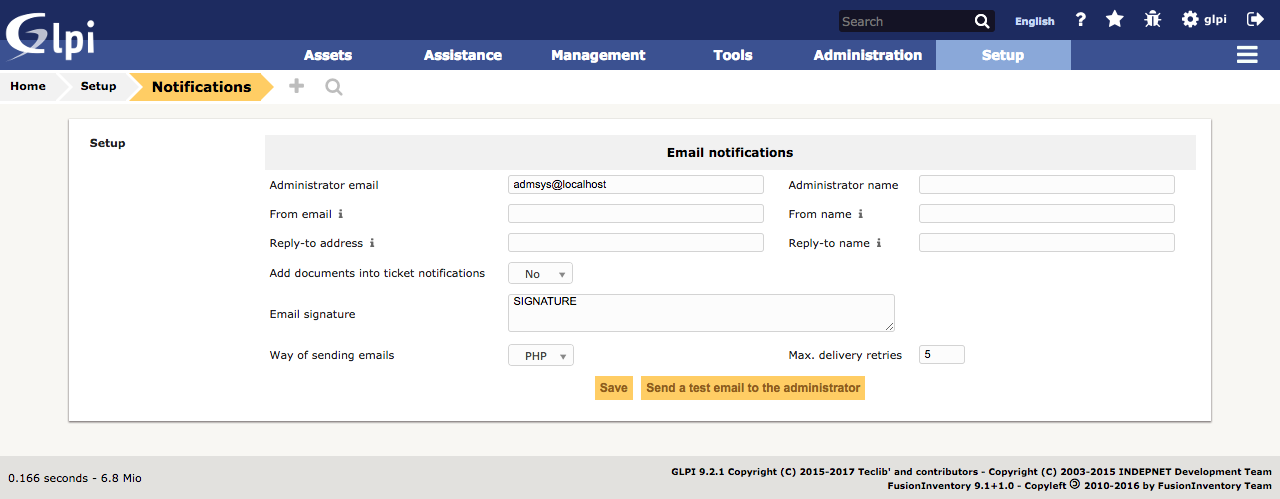 Glpi
Search English ? glpi
Assets Assistance Management Tools Administration Setup
Home Setup Notifications
Setup
Email notifications
Administrator email admsys@localhost Administrator name
From email i From name i
Reply-to address i Reply-to name i
Add documents into ticket notifications No
Email signature SIGNATURE
Way of sending emails PHP Max. delivery retries 5
Save Send a test email to the administrator
0.166 seconds - 6.8 Mio
GLPI 9.2.1 Copyright (C) 2015-2017 Teclib' and contributors - Copyright (C) 2003-2015 INDEPNET Development Team
FusionInventory 9.1+1.0 - Copyleft 🄯 2010-2016 by FusionInventory Team